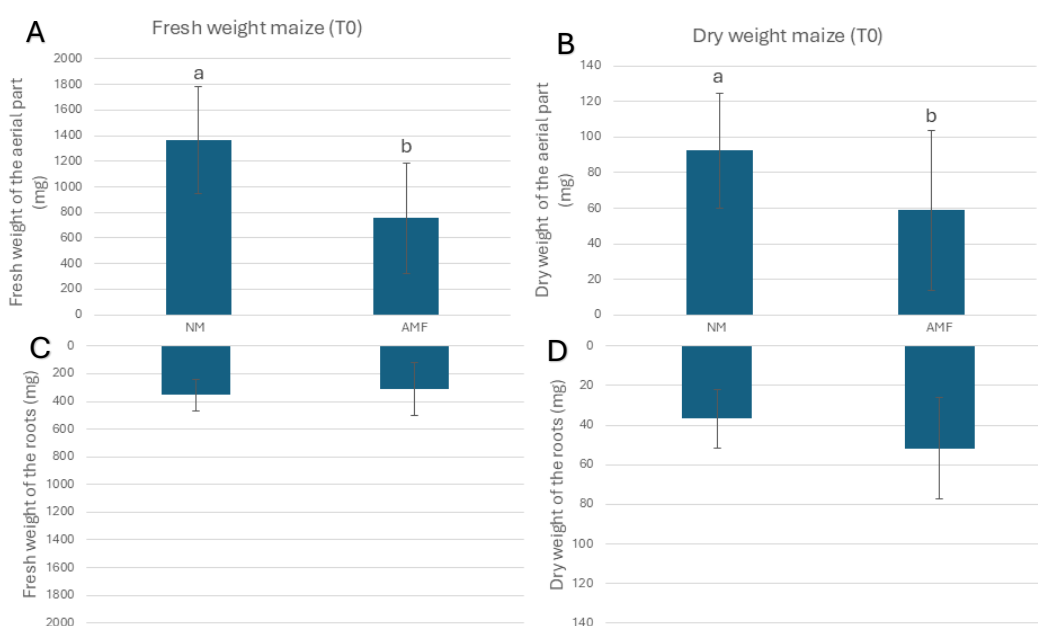 A
Fresh weight maize (T0)
Fresh weight of the aerial part
(mg)
2000
1800
1600
1400
1200
1000
800
600
400
200
0
a
b
NM
AMF
B
Dry weight maize (T0)
Dry weight of the aerial part
(mg)
140
120
100
80
60
40
20
0
a
b
NM
AMF
C
Fresh weight of the roots (mg)
0
200
400
600
800
1000
1200
1400
1600
1800
2000
D
Dry weight of the roots (mg)
0
20
40
60
80
100
120
140